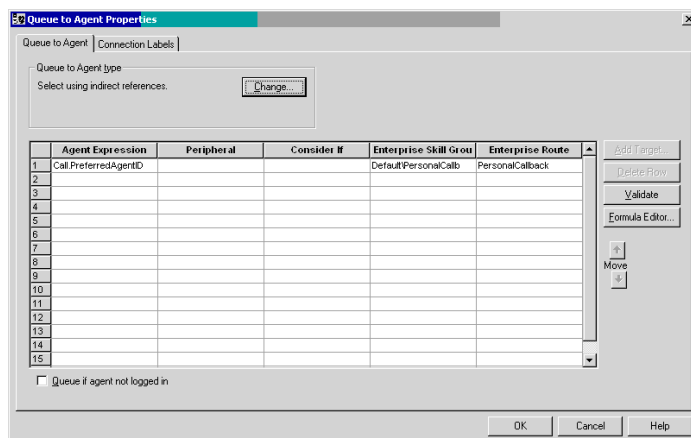 Queue to Agent Properties
Queue to Agent Connection Labels
Queue to Agent type
Select using indirect references. Change...
Agent Expression Peripheral Consider If Enterprise Skill Grou Enterprise Route Add Target...
1 Call.PreferredAgentID Default\PersonalCallb PersonalCallback
2 Delete Row
3 Validate
4
5 Formula Editor...
6
7
8 Move
9
10
11
12
13
14
15
Queue if agent not logged in
OK Cancel Help